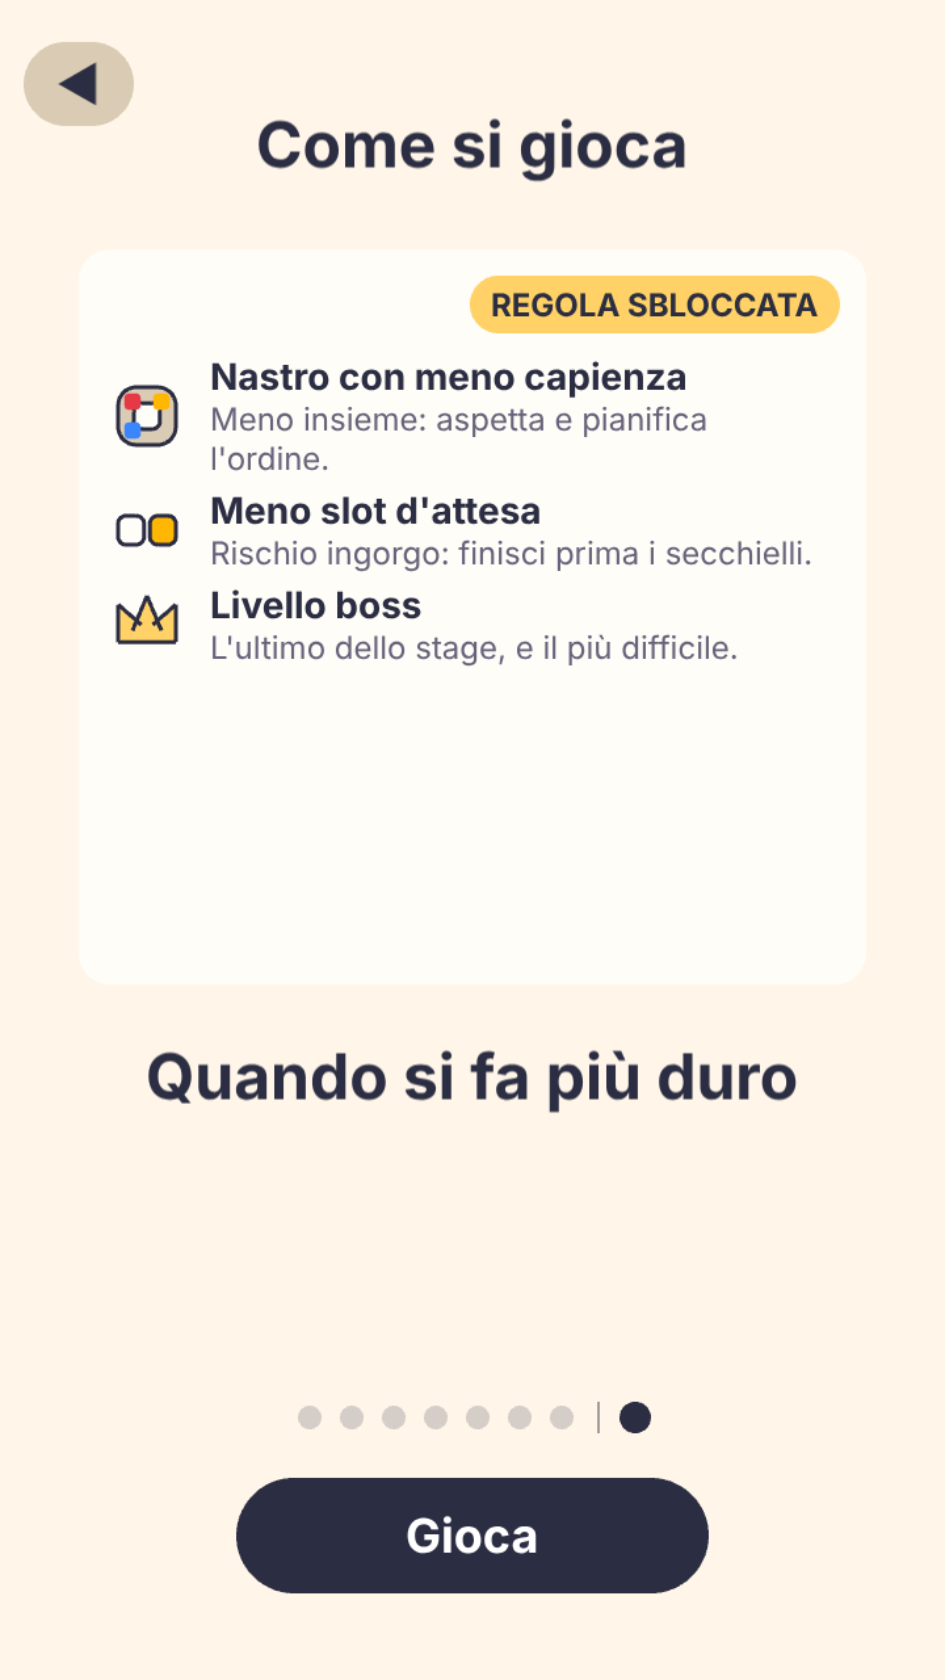 Come si gioca
REGOLA SBLOCCATA
Nastro con meno capienza
Meno insieme: aspetta e pianifica
l'ordine.
Meno slot d'attesa
Rischio ingorgo: finisci prima i secchielli.
Livello boss
L'ultimo dello stage, e il più difficile.
Quando si fa più duro
Gioca